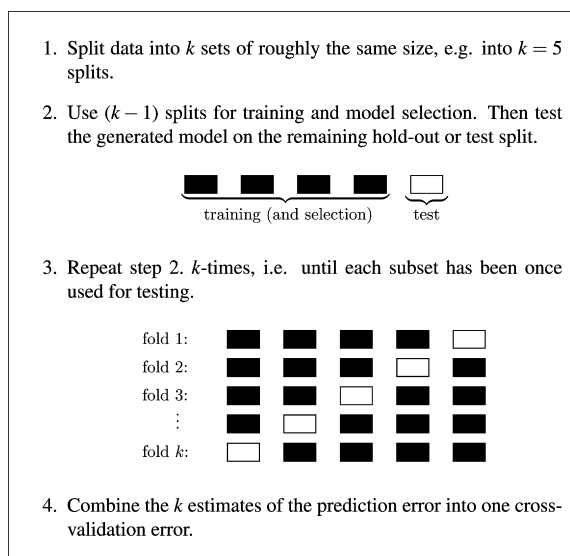 1. Split data into k sets of roughly the same size, e.g. into k = 5
splits.
2. Use (k − 1) splits for training and model selection. Then test
the generated model on the remaining hold-out or test split.
training (and selection) test
3. Repeat step 2. k-times, i.e. until each subset has been once
used for testing.
fold 1:
fold 2:
fold 3:
⋮
fold k:
4. Combine the k estimates of the prediction error into one cross-
validation error.